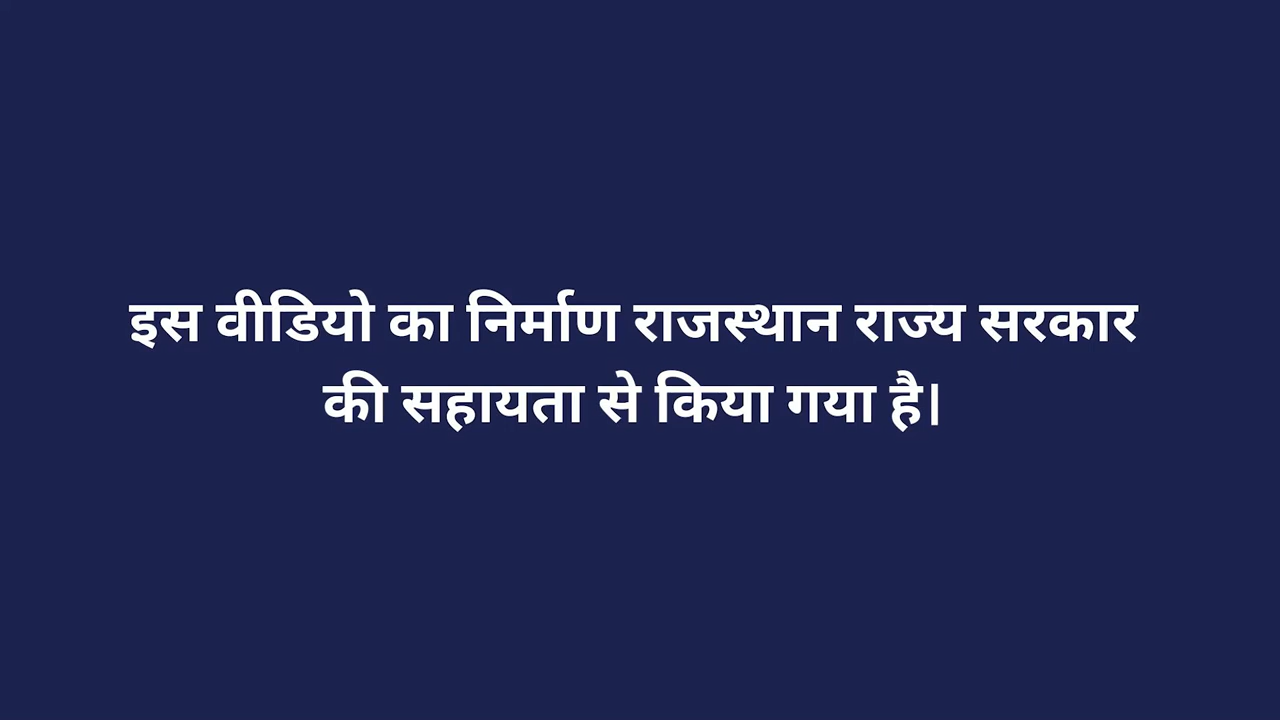 इस वीडियो का निर्माण राजस्थान राज्य सरकार
की सहायता से किया गया है।